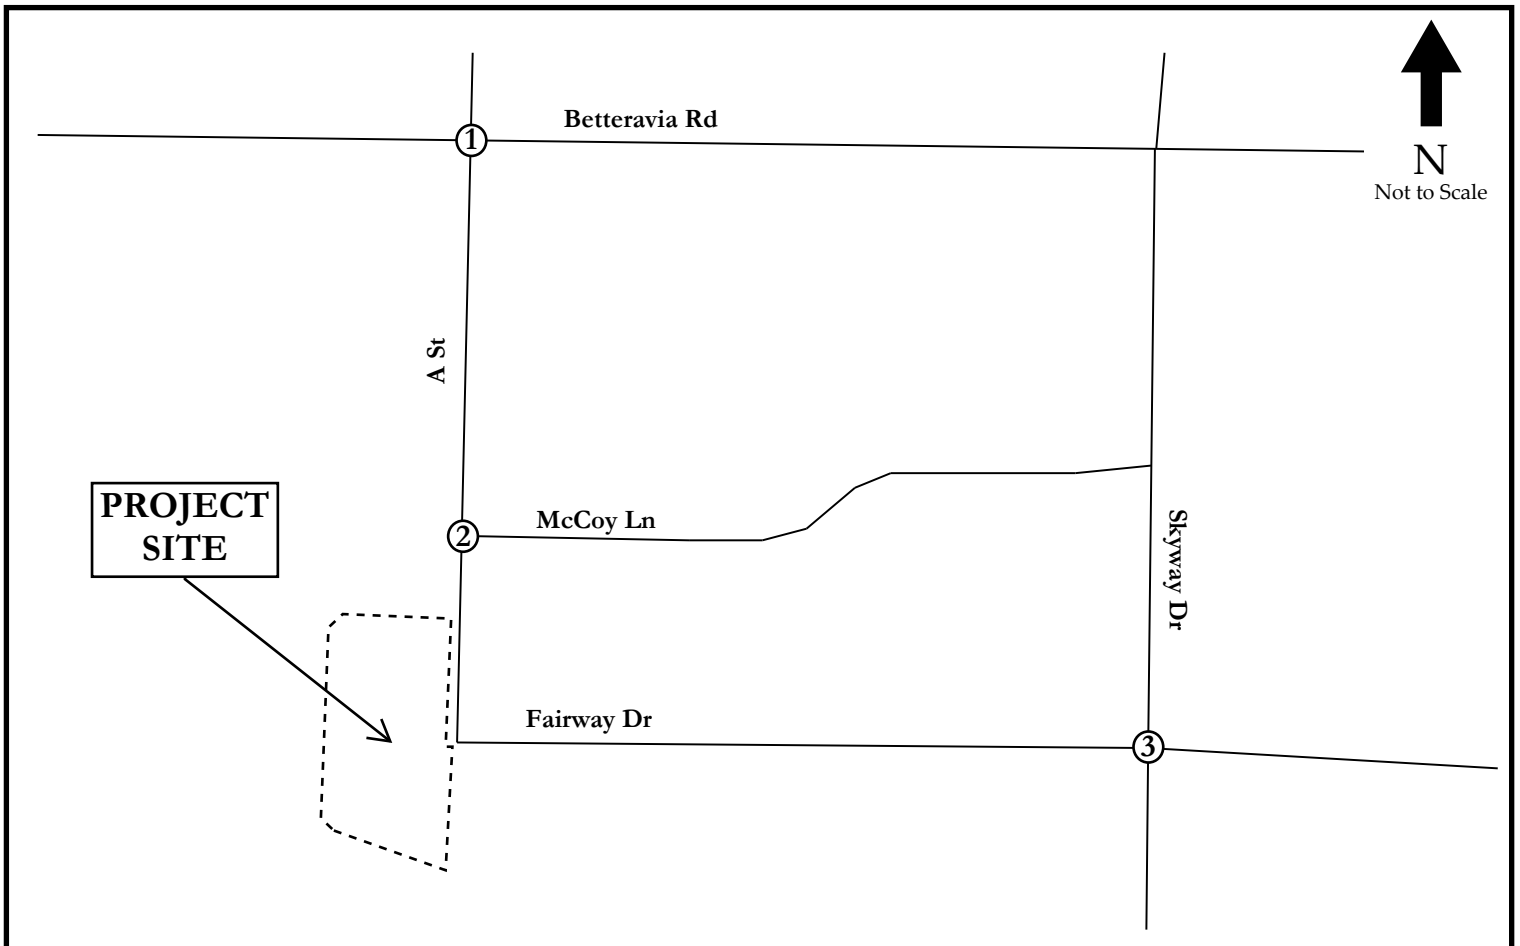 Betteravia Rd
1
N
Not to Scale
A St
PROJECT
SITE
2
McCoy Ln
Skyway Dr
Fairway Dr
3